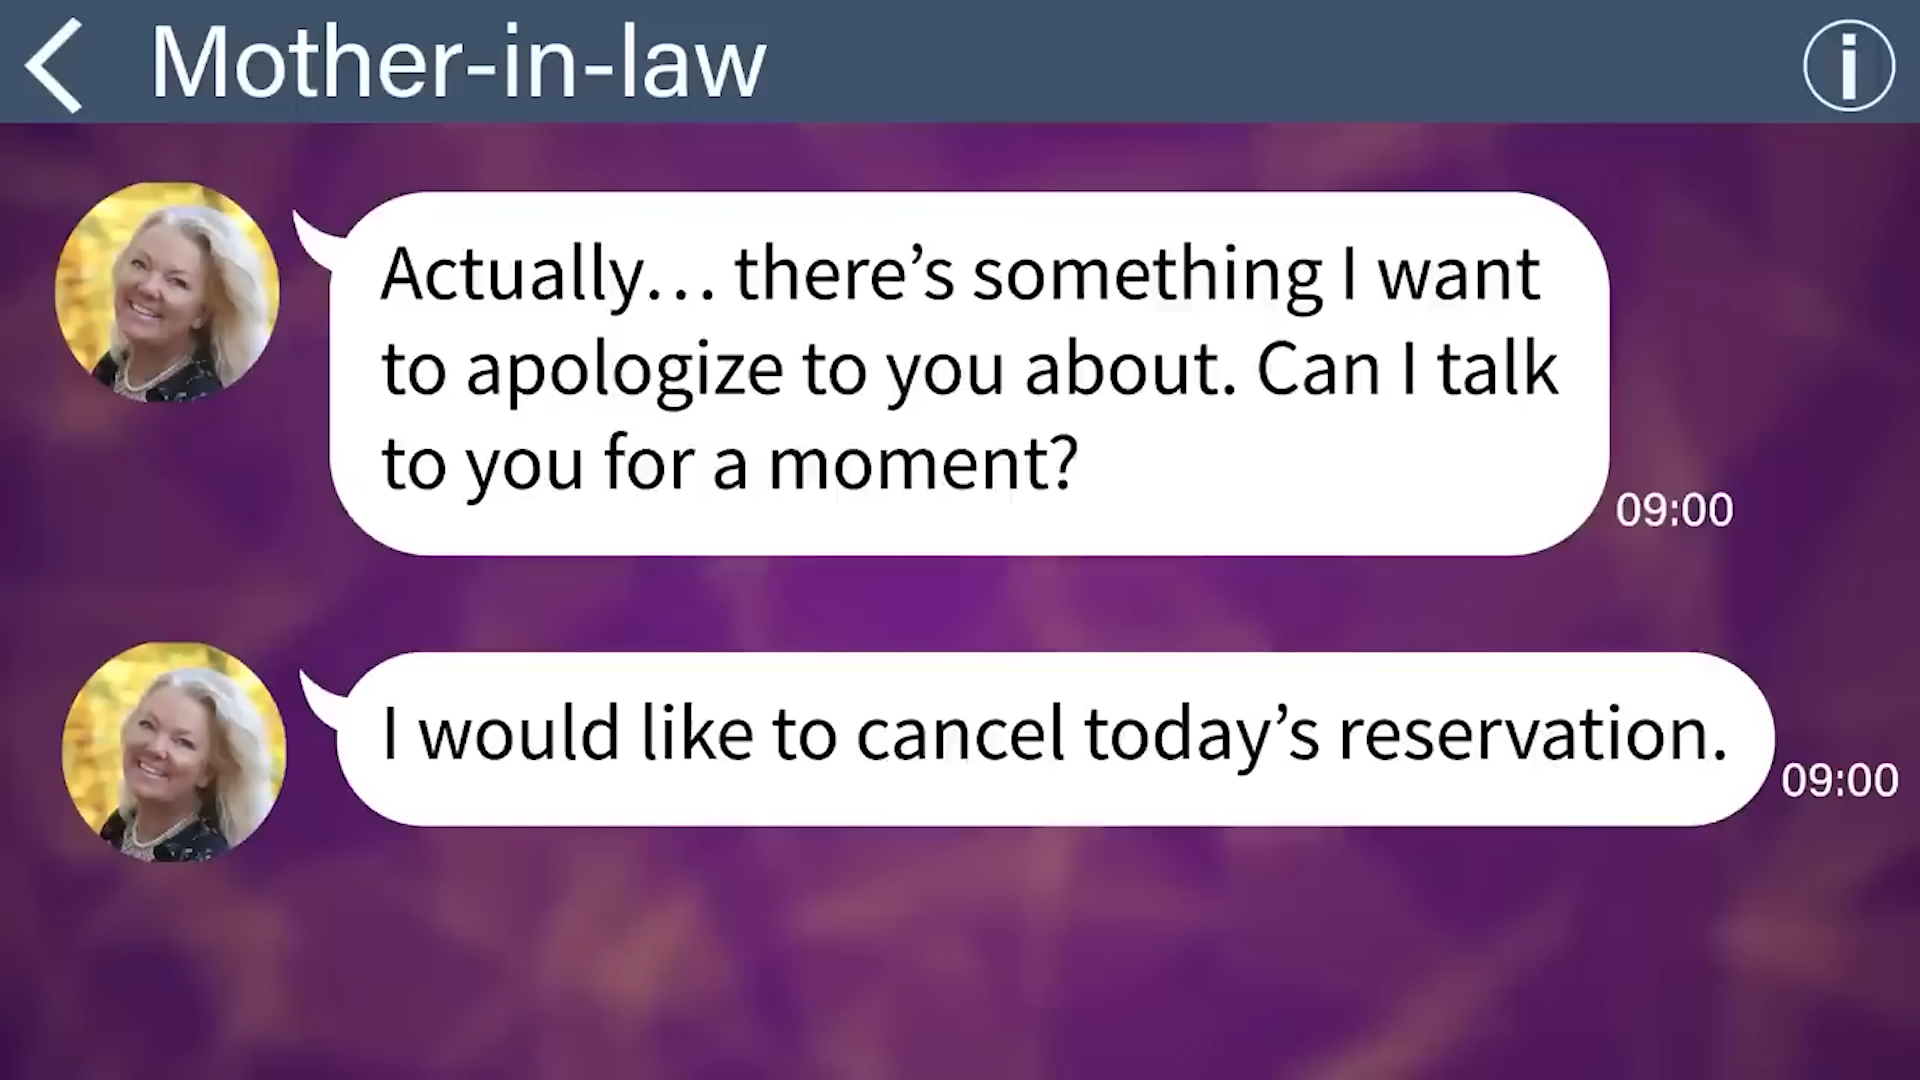 Mother-in-law
Actually… there’s something I want
to apologize to you about. Can I talk
to you for a moment?
09:00
I would like to cancel today’s reservation.
09:00